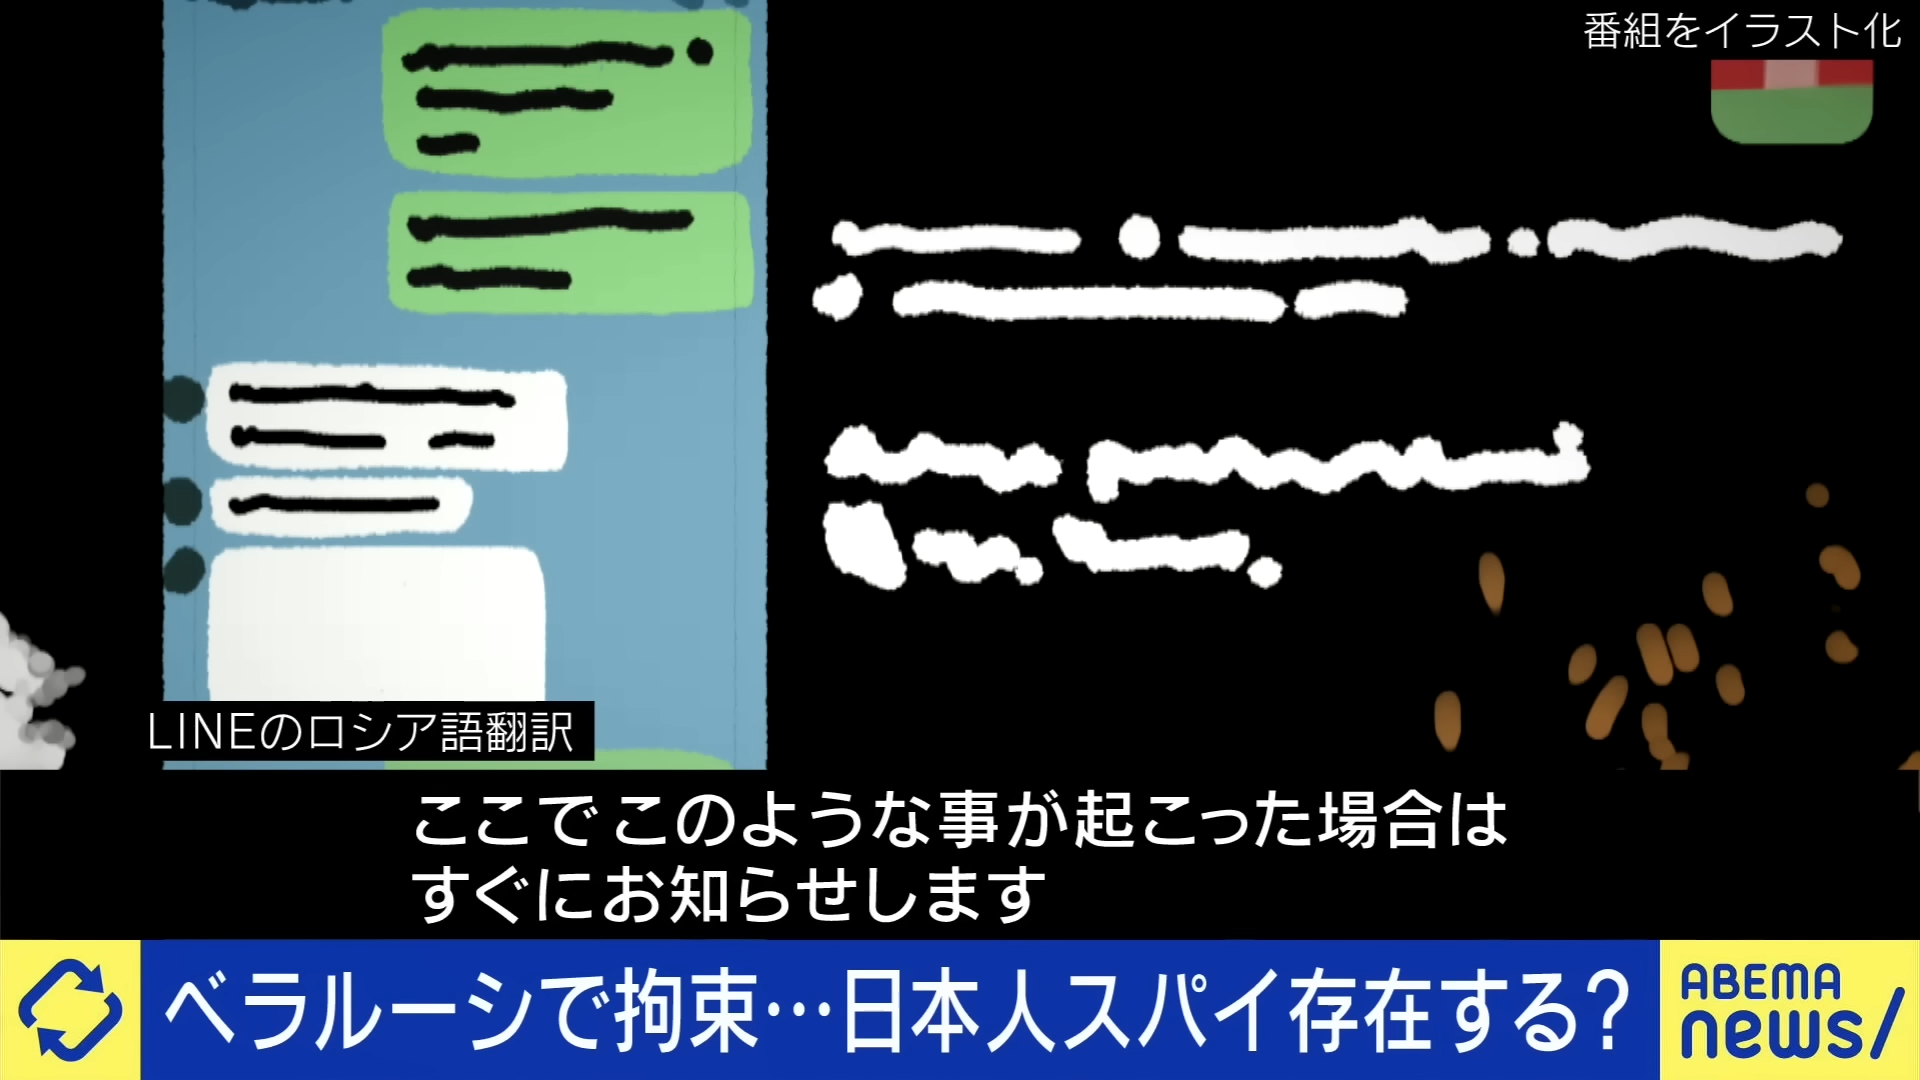 番組をイラスト化
LINEのロシア語翻訳
ここでこのような事が起こった場合は
すぐにお知らせします
ベラルーシで拘束…日本人スパイ存在する?
ABEMA
news/